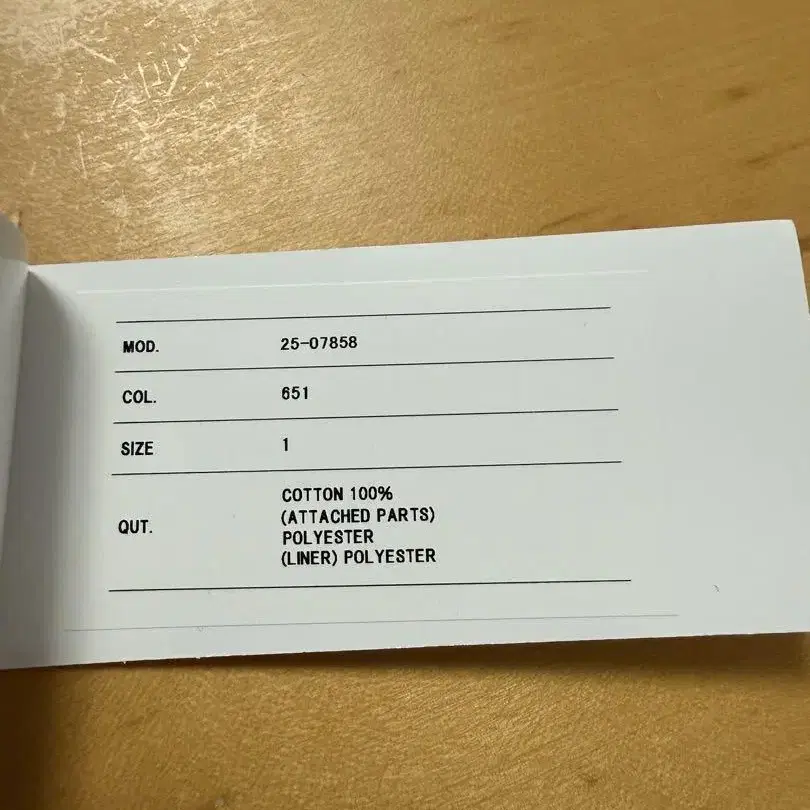 MOD. 25-07858
COL. 651
SIZE 1
QUT. COTTON 100%
(ATTACHED PARTS)
POLYESTER
(LINER) POLYESTER